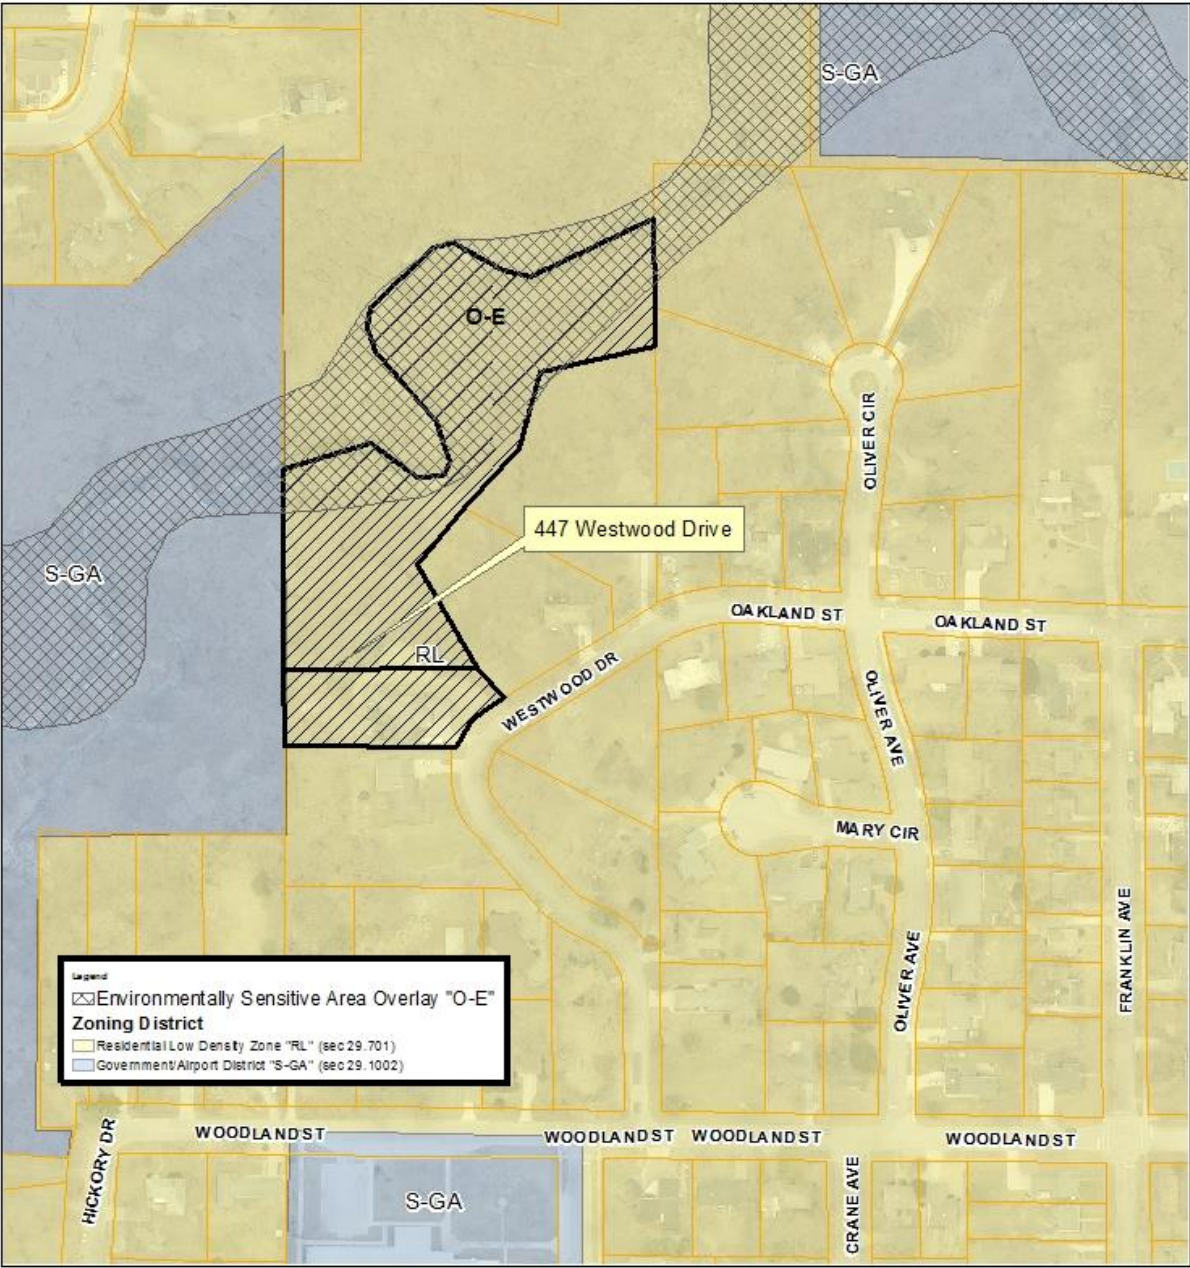 S-GA
O-E
OLIVER CIR
447 Westwood Drive
S-GA
OAKLAND ST
OAKLAND ST
RL
WESTWOOD DR
OLIVER AVE
MARY CIR
FRANKLIN AVE
OLIVER AVE
Legend
Environmentally Sensitive Area Overlay "O-E"
Zoning District
Residential Low Density Zone "RL" (sec 29.701)
Government/Airport District "S-GA" (sec 29.1002)
HICKORY DR
WOODLAND ST
WOODLAND ST
WOODLAND ST
WOODLAND ST
S-GA
CRANE AVE